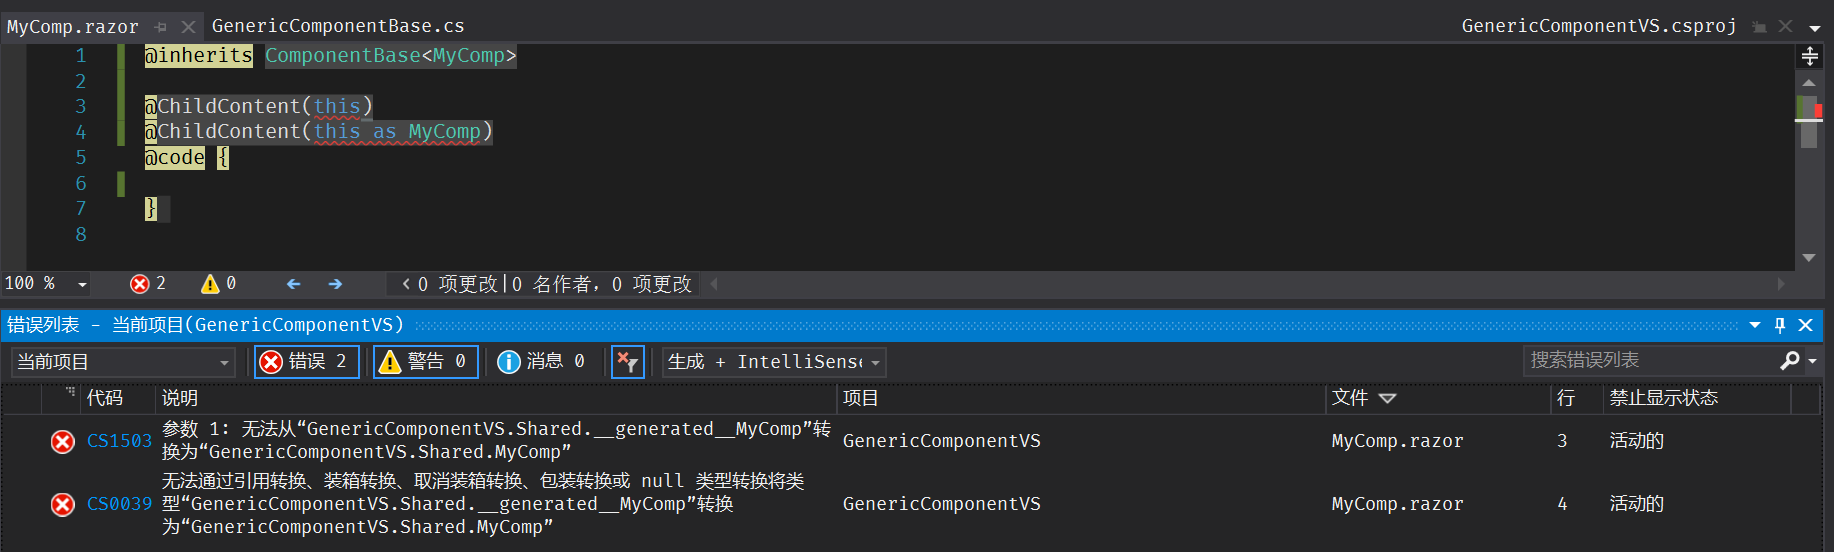 MyComp.razor GenericComponentBase.cs GenericComponentVS.csproj
1 @inherits ComponentBase<MyComp>
2
3 @ChildContent(this)
4 @ChildContent(this as MyComp)
5 @code {
6
7 }
8
100 % 2 0 0 项更改|0 名作者, 0 项更改
错误列表 - 当前项目(GenericComponentVS)
当前项目 错误 2 警告 0 消息 0 生成 + IntelliSense 搜索错误列表
代码 说明 项目 文件 行 禁止显示状态
CS1503 参数 1: 无法从“GenericComponentVS.Shared.__generated__MyComp”转 GenericComponentVS MyComp.razor 3 活动的
换为“GenericComponentVS.Shared.MyComp”
无法通过引用转换、装箱转换、取消装箱转换、包装转换或 null 类型转换将类
CS0039 型“GenericComponentVS.Shared.__generated__MyComp”转换 GenericComponentVS MyComp.razor 4 活动的
为“GenericComponentVS.Shared.MyComp”